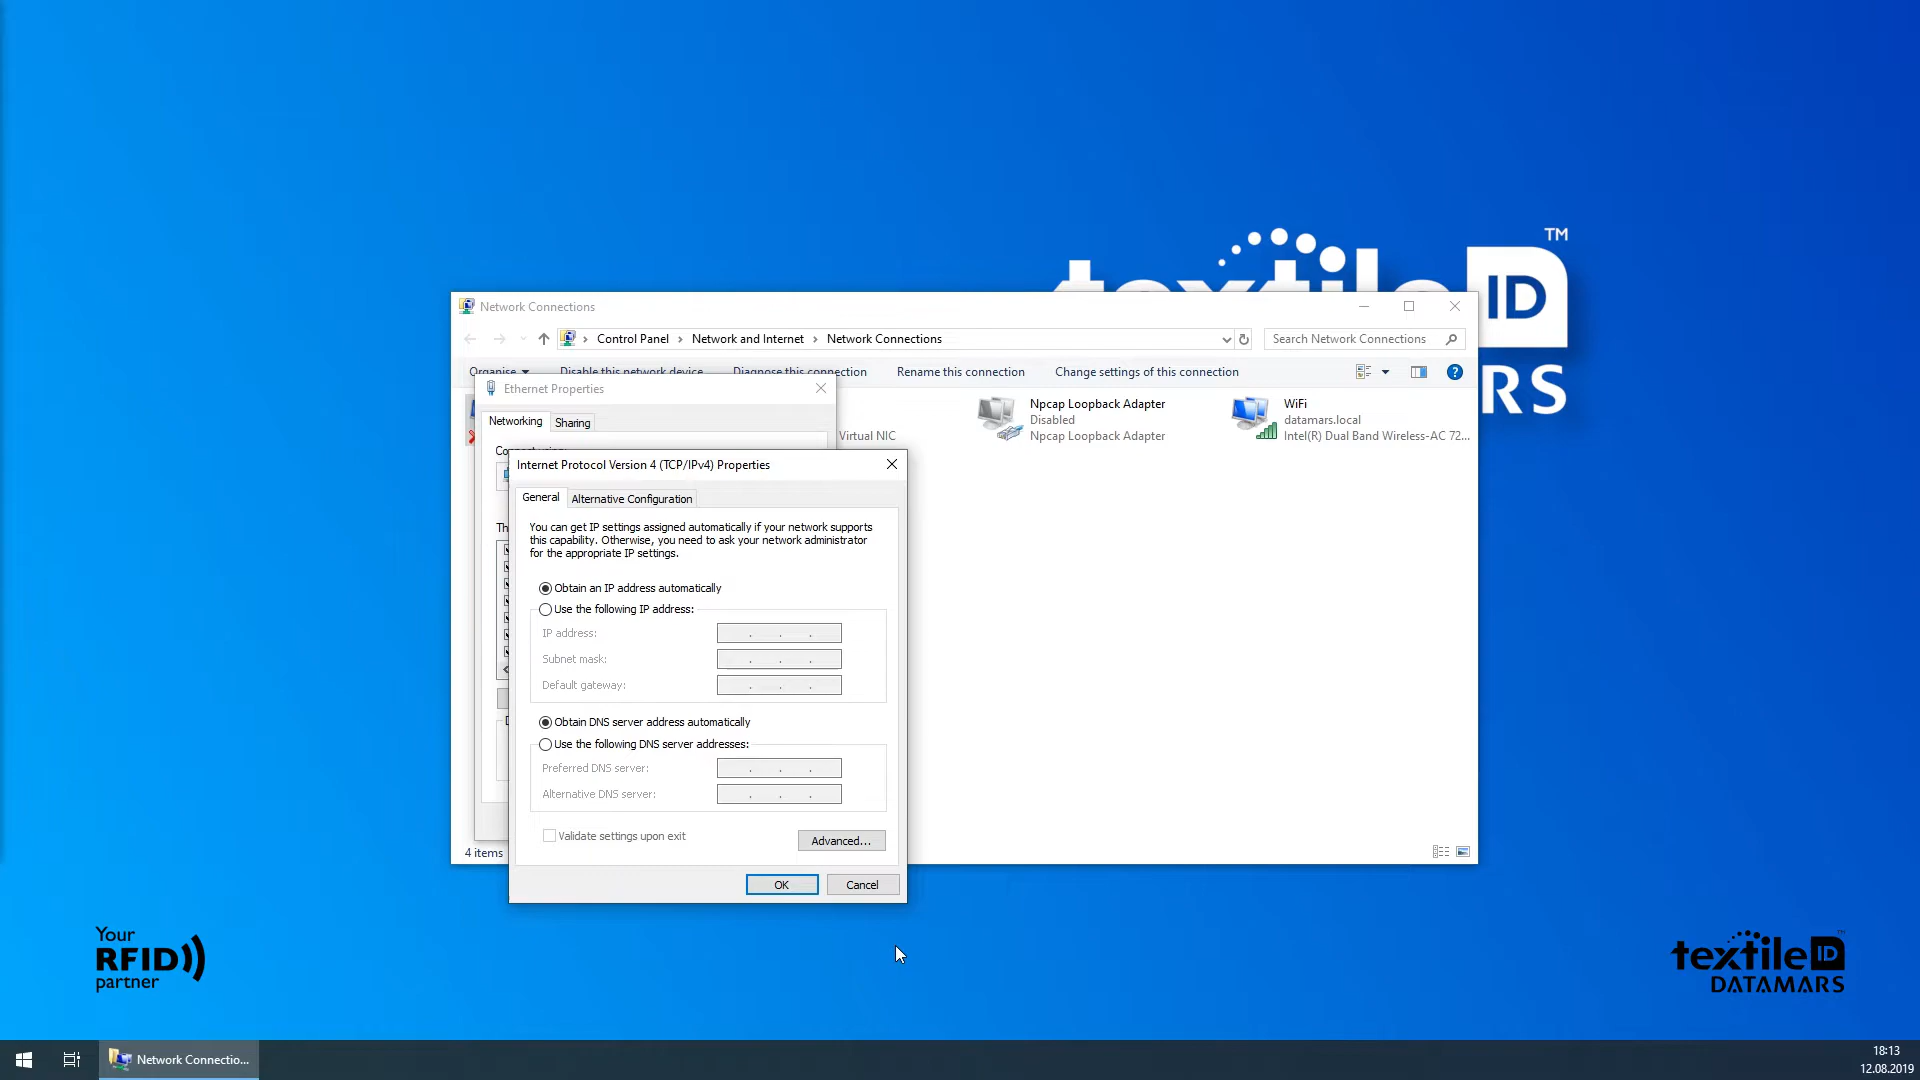 TM
textile ID
MARS
Network Connections
Control Panel > Network and Internet > Network Connections
Search Network Connections
Organise
Disable this network device
Diagnose this connection
Rename this connection
Change settings of this connection
Ethernet Properties
Networking
Sharing
Virtual NIC
Npcap Loopback Adapter
Disabled
Npcap Loopback Adapter
WiFi
datamars.local
Intel(R) Dual Band Wireless-AC 72...
Internet Protocol Version 4 (TCP/IPv4) Properties
General
Alternative Configuration
You can get IP settings assigned automatically if your network supports
this capability. Otherwise, you need to ask your network administrator
for the appropriate IP settings.
Obtain an IP address automatically
Use the following IP address:
IP address:
Subnet mask:
Default gateway:
Obtain DNS server address automatically
Use the following DNS server addresses:
Preferred DNS server:
Alternative DNS server:
Validate settings upon exit
Advanced...
OK
Cancel
4 items
Your
RFID
partner
textile ID
DATAMARS
Network Connectio...
18:13
12.08.2019